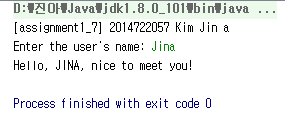 D:\진아\Java\jdk1.8.0_101\bin\java ...
[assignment1_7] 2014722057 Kim Jin a
Enter the user's name: Jina
Hello, JINA, nice to meet you!
Process finished with exit code 0